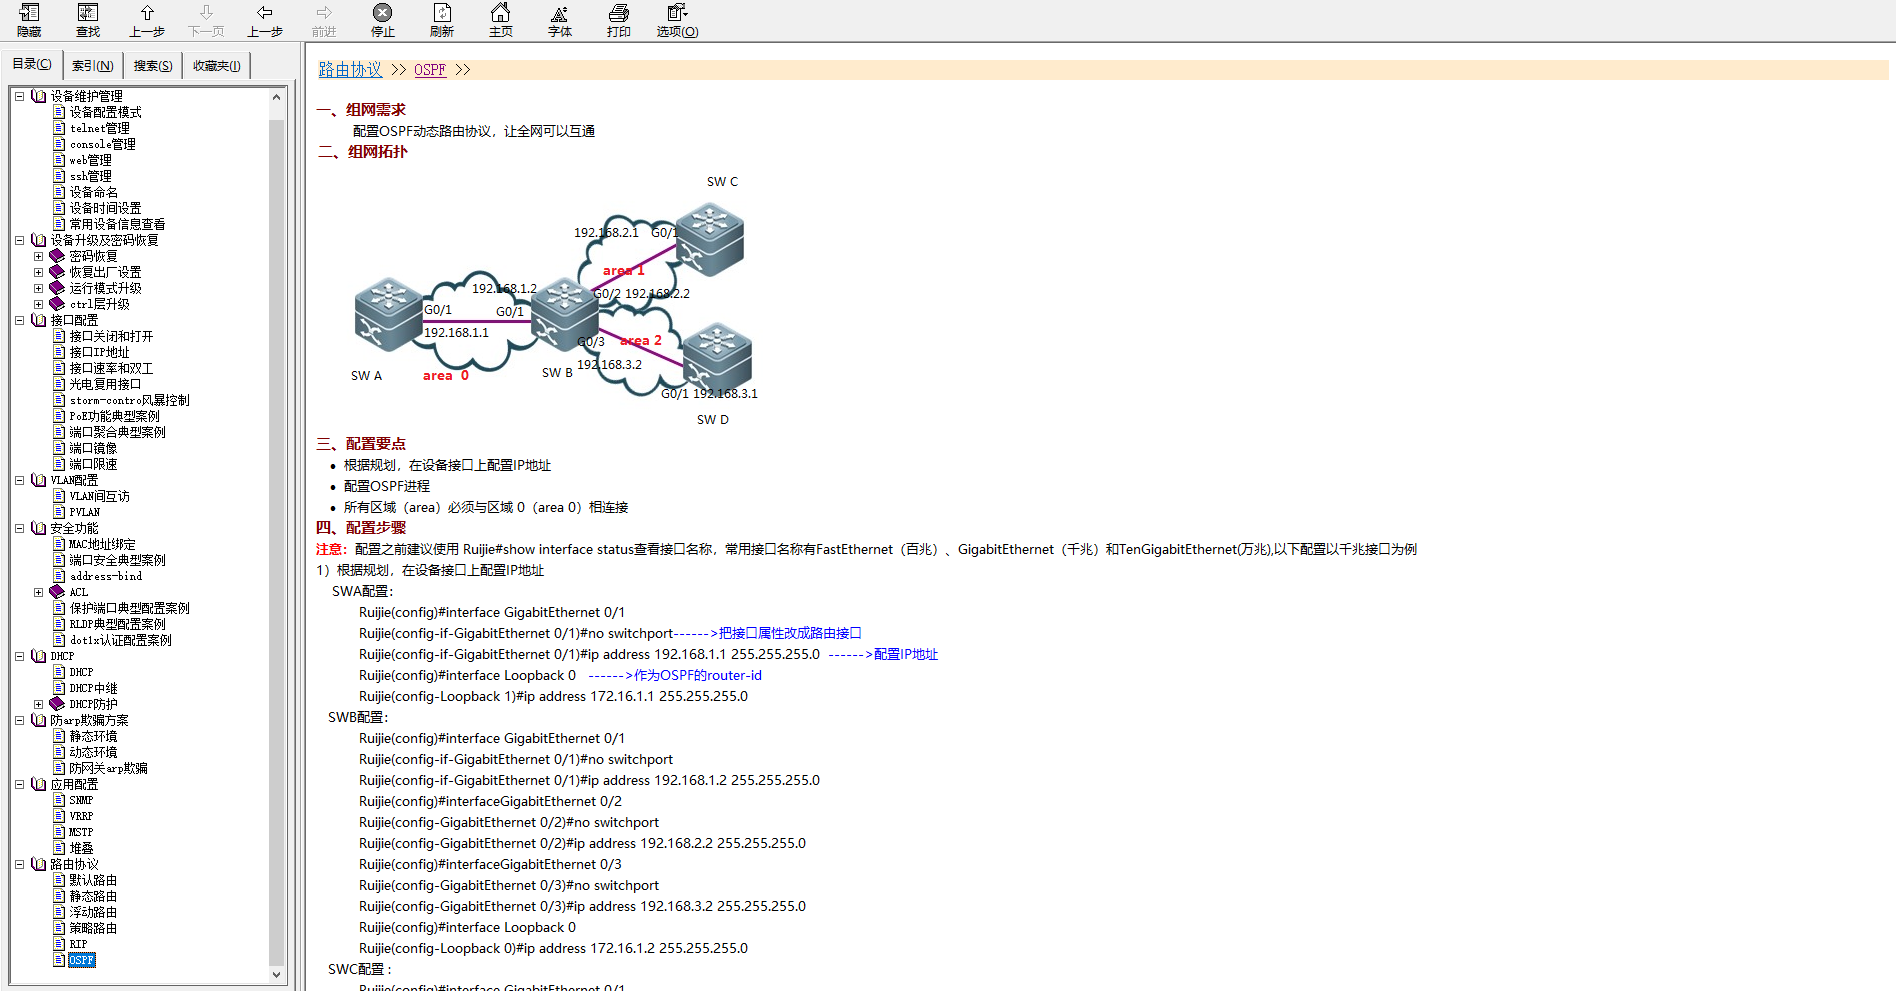 隐藏 查找 上一步 下一页 上一步 前进 停止 刷新 主页 字体 打印 选项(O)
目录(C) 索引(N) 搜索(S) 收藏夹(I)
设备维护管理
设备配置模式
telnet管理
console管理
web管理
ssh管理
设备命名
设备时间设置
常用设备信息查看
设备升级及密码恢复
密码恢复
恢复出厂设置
运行模式升级
ctrl层升级
接口配置
接口关闭和打开
接口IP地址
接口速率和双工
光电复用接口
storm-contro风暴控制
PoE功能典型案例
端口聚合典型案例
端口镜像
端口限速
VLAN配置
VLAN间互访
PVLAN
安全功能
MAC地址绑定
端口安全典型案例
address-bind
ACL
保护端口典型配置案例
RLDP典型配置案例
dot1x认证配置案例
DHCP
DHCP
DHCP中继
DHCP防护
防arp欺骗方案
静态环境
动态环境
防网关arp欺骗
应用配置
SNMP
VRRP
MSTP
堆叠
路由协议
默认路由
静态路由
浮动路由
策略路由
RIP
OSPF
路由协议 >> OSPF >>
一、组网需求
配置OSPF动态路由协议，让全网可以互通
二、组网拓扑
SW C
192.168.2.1 G0/1
area 1
192.168.1.2
G0/2 192.168.2.2
G0/1 G0/1
192.168.1.1
G0/3 area 2
192.168.3.2
SW A area 0 SW B
G0/1 192.168.3.1
SW D
三、配置要点
• 根据规划，在设备接口上配置IP地址
• 配置OSPF进程
• 所有区域（area）必须与区域 0（area 0）相连接
四、配置步骤
注意：配置之前建议使用 Ruijie#show interface status查看接口名称，常用接口名称有FastEthernet（百兆）、GigabitEthernet（千兆）和TenGigabitEthernet(万兆),以下配置以千兆接口为例
1）根据规划，在设备接口上配置IP地址
SWA配置：
Ruijie(config)#interface GigabitEthernet 0/1
Ruijie(config-if-GigabitEthernet 0/1)#no switchport------>把接口属性改成路由接口
Ruijie(config-if-GigabitEthernet 0/1)#ip address 192.168.1.1 255.255.255.0 ------>配置IP地址
Ruijie(config)#interface Loopback 0 ------>作为OSPF的router-id
Ruijie(config-Loopback 1)#ip address 172.16.1.1 255.255.255.0
SWB配置：
Ruijie(config)#interface GigabitEthernet 0/1
Ruijie(config-if-GigabitEthernet 0/1)#no switchport
Ruijie(config-if-GigabitEthernet 0/1)#ip address 192.168.1.2 255.255.255.0
Ruijie(config)#interfaceGigabitEthernet 0/2
Ruijie(config-GigabitEthernet 0/2)#no switchport
Ruijie(config-GigabitEthernet 0/2)#ip address 192.168.2.2 255.255.255.0
Ruijie(config)#interfaceGigabitEthernet 0/3
Ruijie(config-GigabitEthernet 0/3)#no switchport
Ruijie(config-GigabitEthernet 0/3)#ip address 192.168.3.2 255.255.255.0
Ruijie(config)#interface Loopback 0
Ruijie(config-Loopback 0)#ip address 172.16.1.2 255.255.255.0
SWC配置：
Ruijie(config)#interface GigabitEthernet 0/1